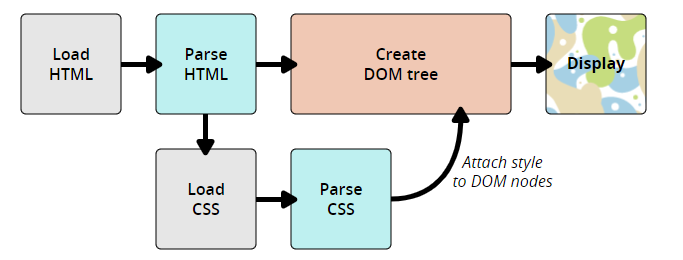 Load
HTML
Parse
HTML
Create
DOM tree
Display
Load
CSS
Parse
CSS
Attach style
to DOM nodes